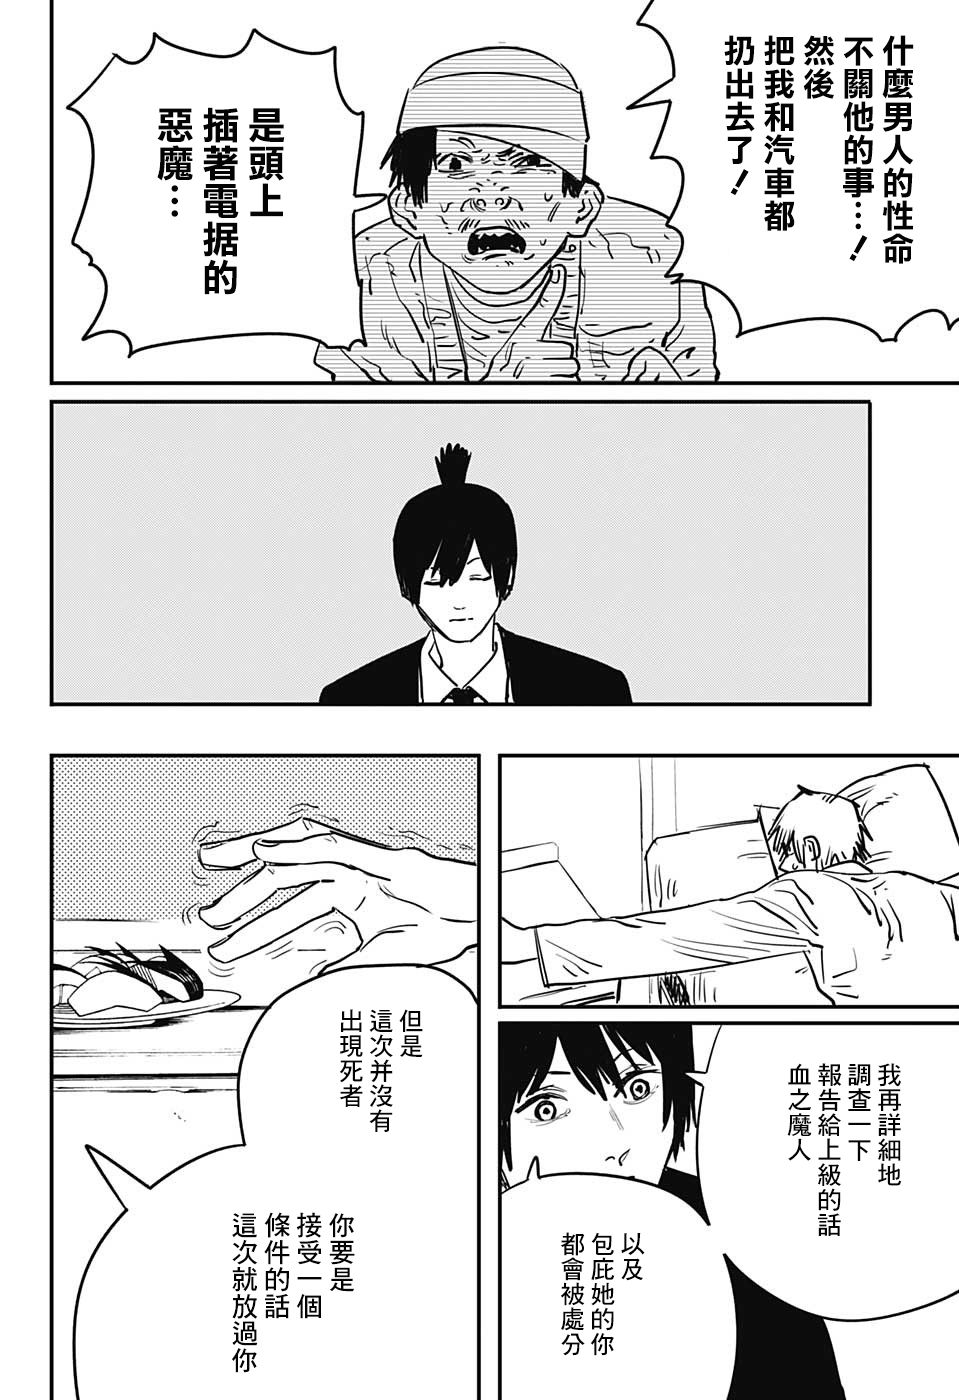 什麼男人的性命
不關他的事…！
然後
把我和汽車都
扔出去了！
是頭上
插著電据的
惡魔…
我再詳細地
調查一下
報告給上級的話
血之魔人
以及
包庇她的你
都會被處分
但是
這次并沒有
出現死者
你要是
接受一個
條件的話
這次就放過你